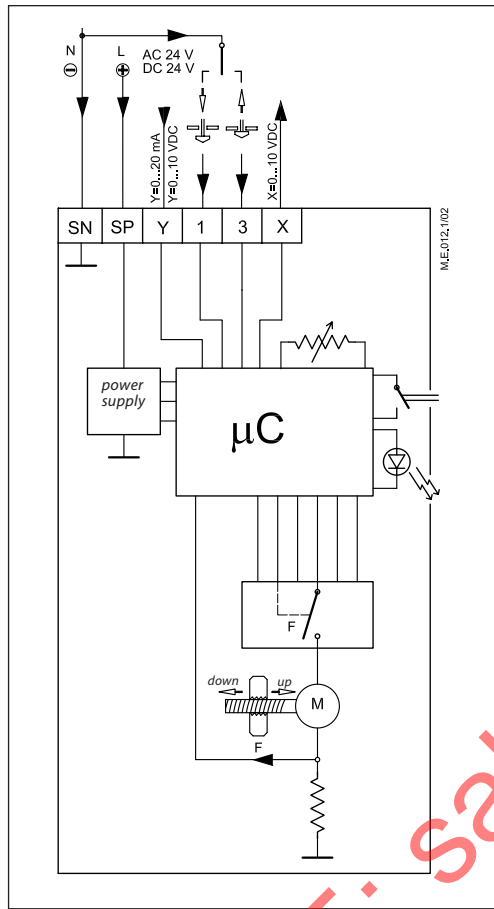 N
L
AC 24 V
DC 24 V
Y=0...20 mA
Y=0...10 VDC
X=0...10 VDC
SN SP Y 1 3 X
M.E.012.1/02
power
supply
µC
F
down up
M
F